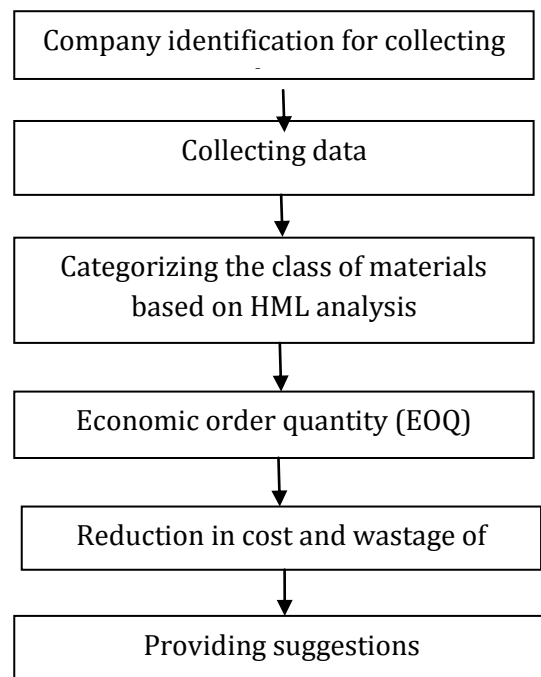 Company identification for collecting
Collecting data
Categorizing the class of materials
based on HML analysis
Economic order quantity (EOQ)
Reduction in cost and wastage of
Providing suggestions